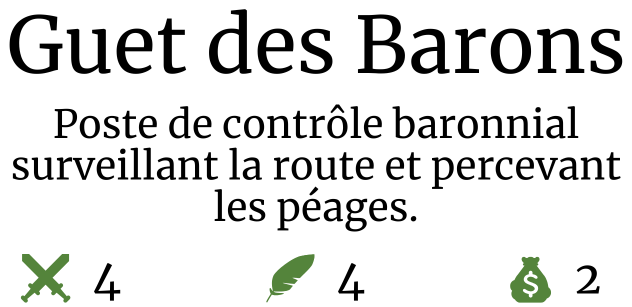 Guet des Barons
Poste de contrôle baronnial
surveillant la route et percevant
les péages.
4 4 $ 2